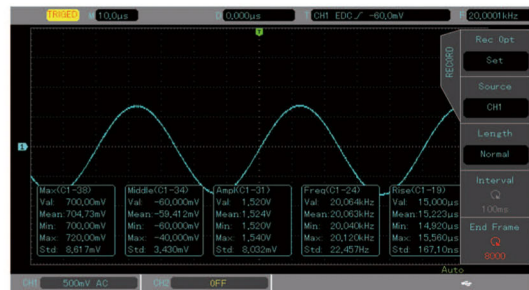 TRIGED M 10,0μs D 0,000μs T CH1 EDC -60,0mV F 20,0001kHz
T
RECORD
Rec Opt
Set
Source
CH1
Length
Normal
Interval
100ms
End Frame
8000
1
Max(C1-38) Middle(C1-34) Ampl(C1-31) Freq(C1-24) Rise(C1-19)
Val: 700,00mV Val: -60,000mV Val: 1,520V Val: 20,064kHz Val: 15,000μs
Mean: 704,73mV Mean: -59,412mV Mean: 1,524V Mean: 20,063kHz Mean: 15,223μs
Min: 700,00mV Min: -60,000mV Min: 1,520V Min: 20,040kHz Min: 14,920μs
Max: 720,00mV Max: -40,000mV Max: 1,540V Max: 20,120kHz Max: 15,560μs
Std: 8,617mV Std: 3,430mV Std: 8,032mV Std: 22,457Hz Std: 167,10ns
Auto
CH1 500mV AC CH2 OFF